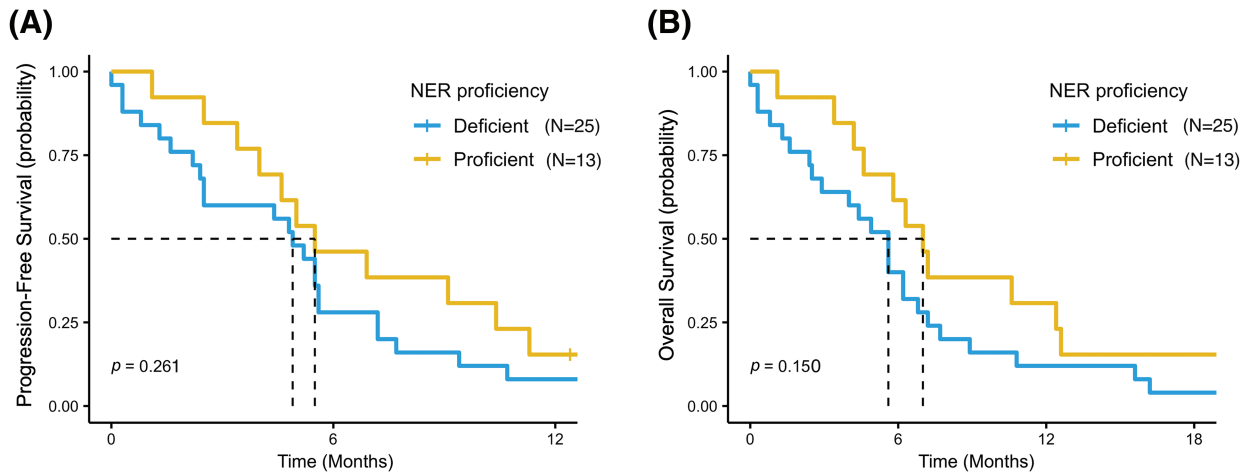 (A)
Progression-Free Survival (probability)
1.00
0.75
0.50
0.25
0.00
NER proficiency
Deficient (N=25)
Proficient (N=13)
p = 0.261
0 6 12
Time (Months)
(B)
Overall Survival (probability)
1.00
0.75
0.50
0.25
0.00
NER proficiency
Deficient (N=25)
Proficient (N=13)
p = 0.150
0 6 12 18
Time (Months)